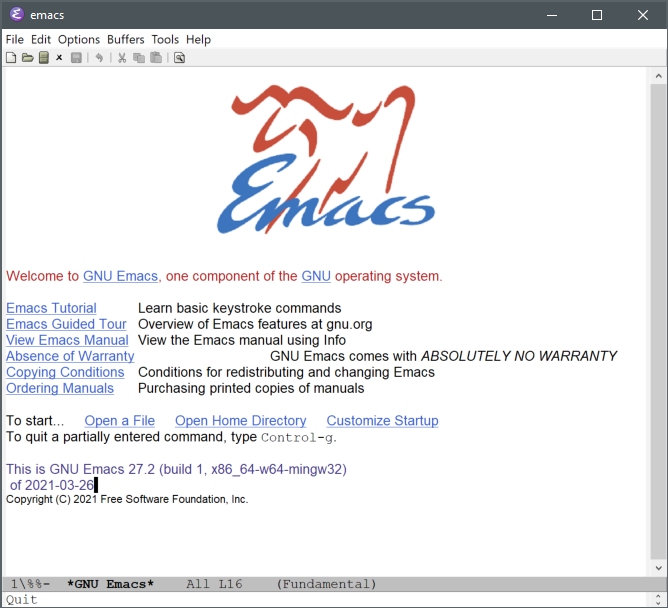 emacs
File Edit Options Buffers Tools Help
Emacs
Welcome to GNU Emacs, one component of the GNU operating system.
Emacs Tutorial Learn basic keystroke commands
Emacs Guided Tour Overview of Emacs features at gnu.org
View Emacs Manual View the Emacs manual using Info
Absence of Warranty GNU Emacs comes with ABSOLUTELY NO WARRANTY
Copying Conditions Conditions for redistributing and changing Emacs
Ordering Manuals Purchasing printed copies of manuals
To start... Open a File Open Home Directory Customize Startup
To quit a partially entered command, type Control-g.
This is GNU Emacs 27.2 (build 1, x86_64-w64-mingw32)
of 2021-03-26
Copyright (C) 2021 Free Software Foundation, Inc.
1\%%- *GNU Emacs* All L16 (Fundamental)
Quit